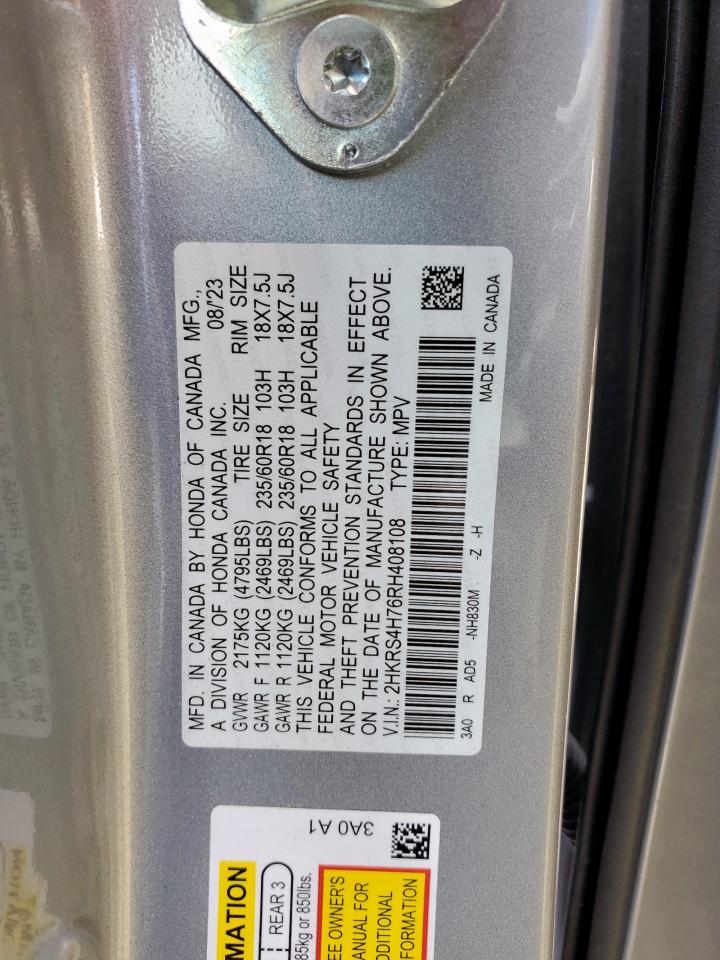 MFD. IN CANADA BY HONDA OF CANADA MFG.,
A DIVISION OF HONDA CANADA INC. 08/'23
GVWR 2175KG (4795LBS) TIRE SIZE RIM SIZE
GAWR F 1120KG (2469LBS) 235/60R18 103H 18X7.5J
GAWR R 1120KG (2469LBS) 235/60R18 103H 18X7.5J
THIS VEHICLE CONFORMS TO ALL APPLICABLE
FEDERAL MOTOR VEHICLE SAFETY
AND THEFT PREVENTION STANDARDS IN EFFECT
ON THE DATE OF MANUFACTURE SHOWN ABOVE.
V.I.N.: 2HKRS4H76RH408108 TYPE: MPV
3A0 R AD5 -NH830M -Z -H MADE IN CANADA
3A0 A1
MATION
REAR 3
85kg or 850lbs.
EE OWNER'S
ANUAL FOR
DDITIONAL
FORMATION